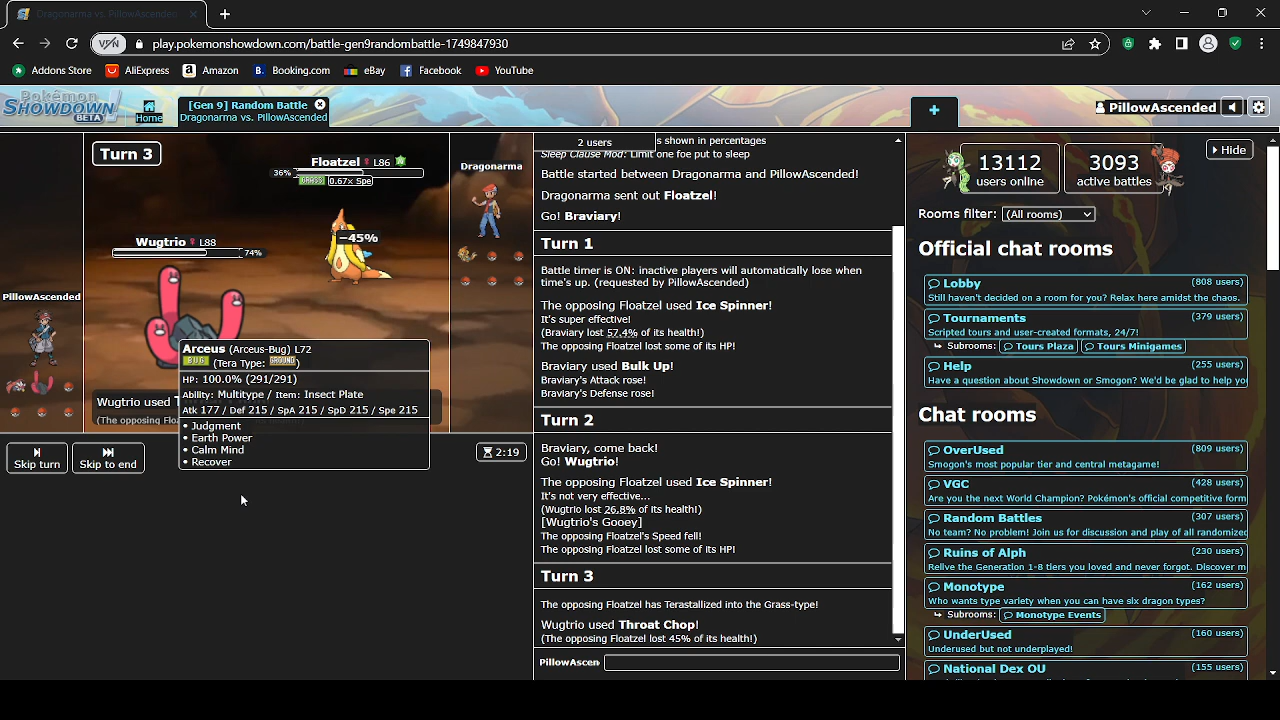 Dragonarma vs. PillowAscended
VPN
play.pokemonshowdown.com/battle-gen9randombattle-1749847930
Addons Store
AliExpress
Amazon
Booking.com
eBay
Facebook
YouTube
Pokémon
SHOWDOWN!
BETA
Home
[Gen 9] Random Battle
Dragonarma vs. PillowAscended
PillowAscended
Turn 3
Floatzel L86
36%
GRASS 0.67× Spe
Wugtrio L88
74%
−45%
Dragonarma
PillowAscended
Arceus (Arceus-Bug) L72
BUG (Tera Type: GROUND)
HP: 100.0% (291/291)
Ability: Multitype / Item: Insect Plate
Atk 177 / Def 215 / SpA 215 / SpD 215 / Spe 215
• Judgment
• Earth Power
• Calm Mind
• Recover
Wugtrio used
(The opposing Floatzel
Skip turn
Skip to end
2:19
2 users
s shown in percentages
Sleep Clause Mod: Limit one foe put to sleep
Battle started between Dragonarma and PillowAscended!
Dragonarma sent out Floatzel!
Go! Braviary!
Turn 1
Battle timer is ON: inactive players will automatically lose when
time's up. (requested by PillowAscended)
The opposing Floatzel used Ice Spinner!
It's super effective!
(Braviary lost 57.4% of its health!)
The opposing Floatzel lost some of its HP!
Braviary used Bulk Up!
Braviary's Attack rose!
Braviary's Defense rose!
Turn 2
Braviary, come back!
Go! Wugtrio!
The opposing Floatzel used Ice Spinner!
It's not very effective...
(Wugtrio lost 26.8% of its health!)
[Wugtrio's Gooey]
The opposing Floatzel's Speed fell!
The opposing Floatzel lost some of its HP!
Turn 3
The opposing Floatzel has Terastallized into the Grass-type!
Wugtrio used Throat Chop!
(The opposing Floatzel lost 45% of its health!)
PillowAscen
13112
users online
3093
active battles
Hide
Rooms filter: (All rooms)
Official chat rooms
Lobby (808 users)
Still haven't decided on a room for you? Relax here amidst the chaos.
Tournaments (379 users)
Scripted tours and user-created formats, 24/7!
Subrooms: Tours Plaza Tours Minigames
Help (255 users)
Have a question about Showdown or Smogon? We'd be glad to help yo
Chat rooms
OverUsed (809 users)
Smogon's most popular tier and central metagame!
VGC (428 users)
Are you the next World Champion? Pokémon's official competitive form
Random Battles (307 users)
No team? No problem! Join us for discussion and play of all randomize
Ruins of Alph (230 users)
Relive the Generation 1-8 tiers you loved and never forgot. Discover m
Monotype (162 users)
Who wants type variety when you can have six dragon types?
Subrooms: Monotype Events
UnderUsed (160 users)
Underused but not underplayed!
National Dex OU (155 users)